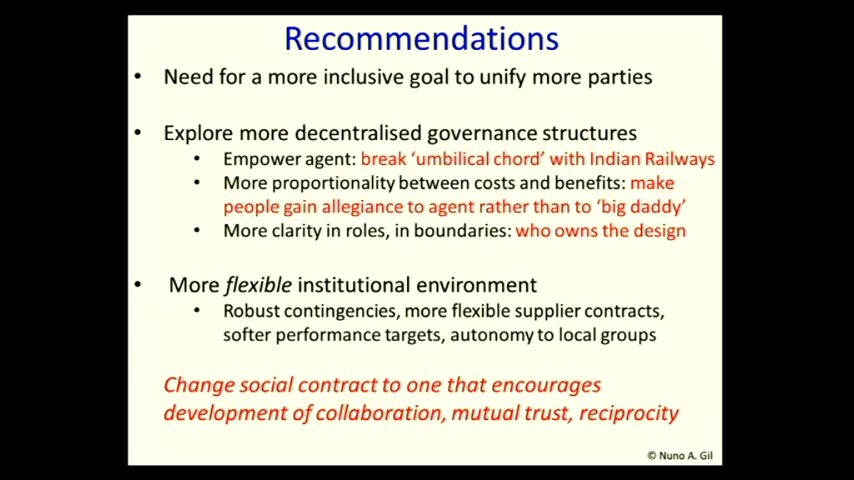 Recommendations
• Need for a more inclusive goal to unify more parties
• Explore more decentralised governance structures
• Empower agent: break ‘umbilical chord’ with Indian Railways
• More proportionality between costs and benefits: make
people gain allegiance to agent rather than to ‘big daddy’
• More clarity in roles, in boundaries: who owns the design
• More flexible institutional environment
• Robust contingencies, more flexible supplier contracts,
softer performance targets, autonomy to local groups
Change social contract to one that encourages
development of collaboration, mutual trust, reciprocity
© Nuno A. Gil